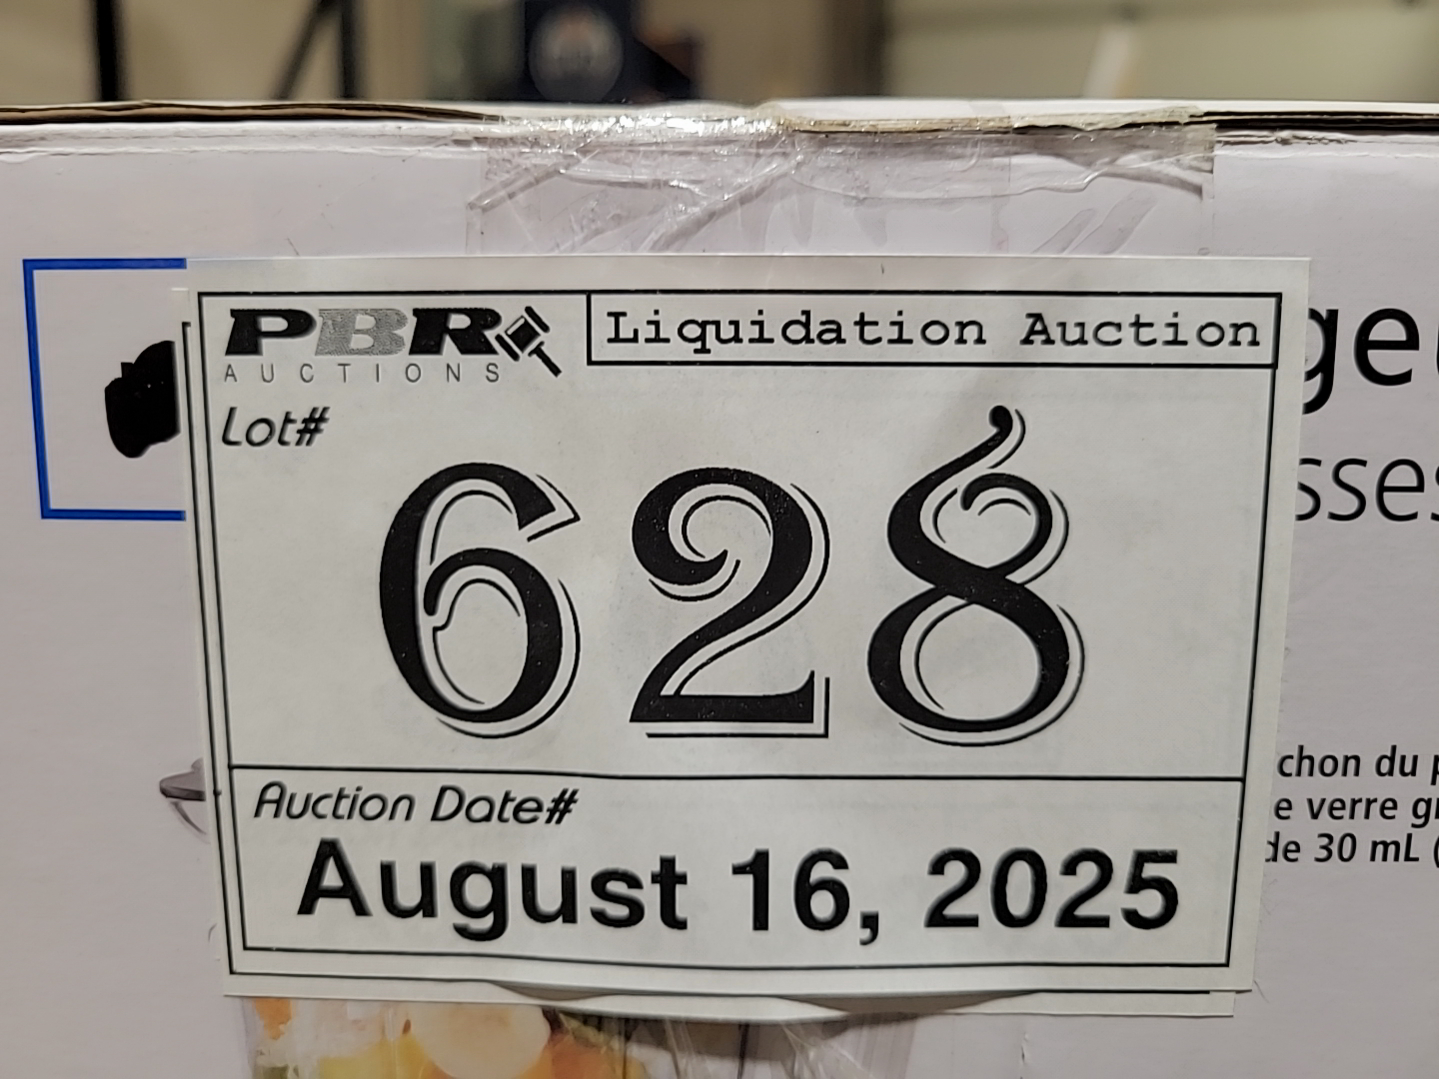 PBR
AUCTIONS
Liquidation Auction
Lot#
628
Auction Date#
August 16, 2025
chon du
verre
de 30 mL (